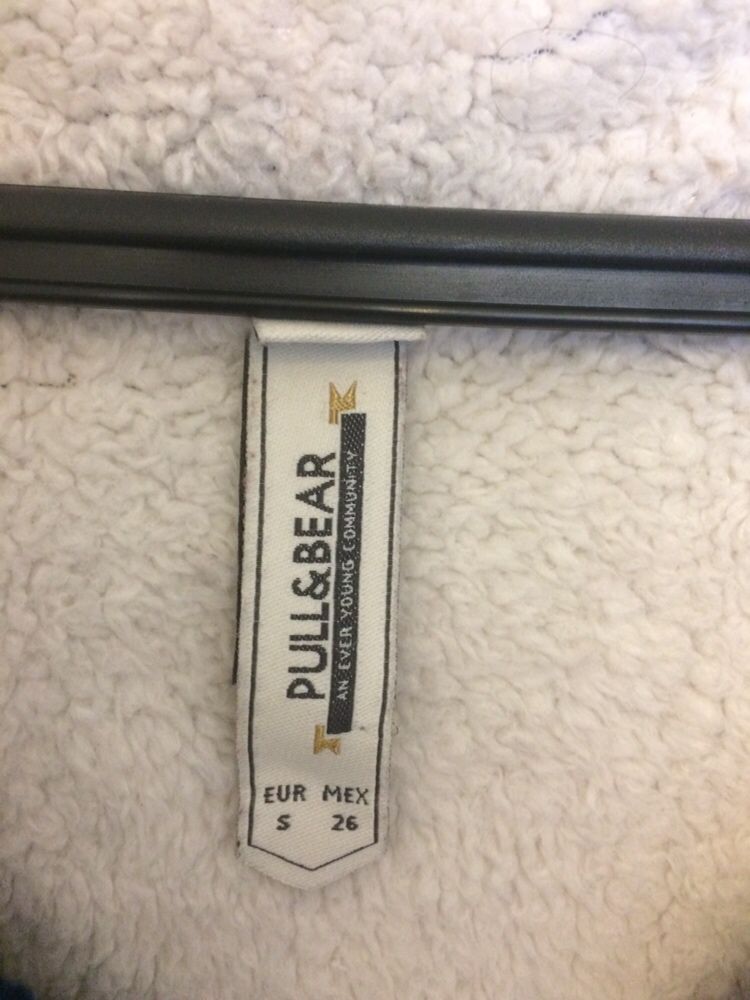 PULL&BEAR
AN EVER YOUNG COMMUNITY
EUR MEX
S 26